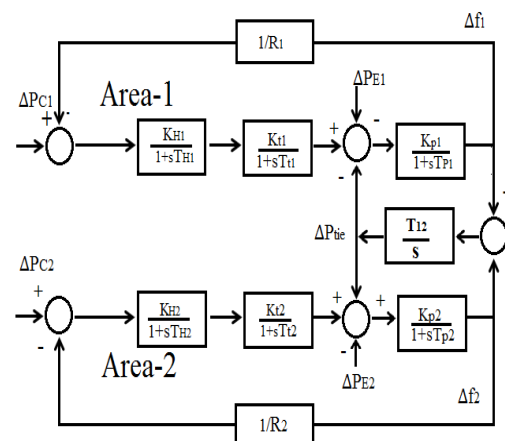 Δf1
1/R1
ΔPC1
-
+
Area-1
ΔPE1
KH1
1+sTH1
Kt1
1+sTt1
+
-
-
Kp1
1+sTP1
ΔPtie
T12
s
ΔPC2
+
-
KH2
1+sTH2
Kt2
1+sTt2
+
+
+
-
Kp2
1+sTp2
Area-2
ΔPE2
Δf2
1/R2